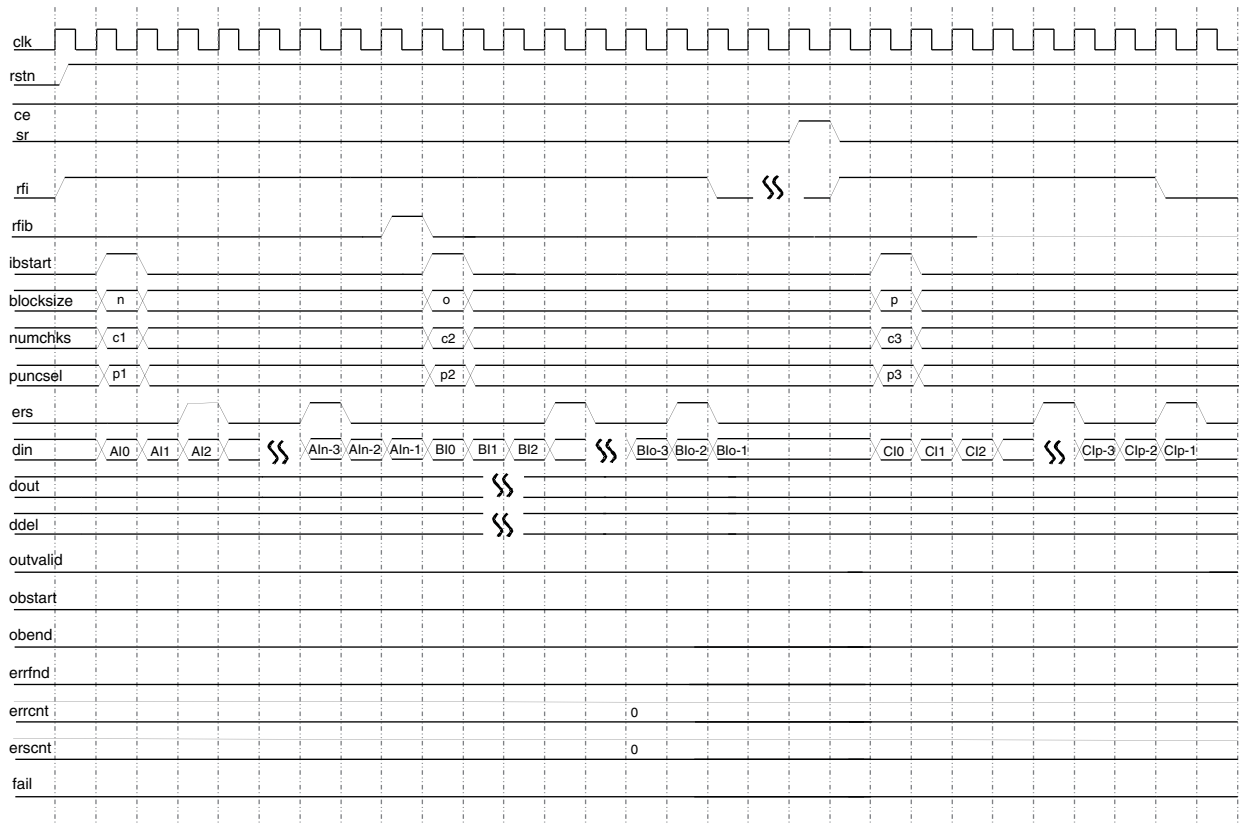 clk
rstn
ce
sr
rfi
rfib
ibstart
blocksize n o p
numchks c1 c2 c3
puncsel p1 p2 p3
ers
din AI0 AI1 AI2 AIn-3 AIn-2 AIn-1 BI0 BI1 BI2 BIo-3 BIo-2 BIo-1 CI0 CI1 CI2 CIp-3 CIp-2 CIp-1
dout
ddel
outvalid
obstart
obend
errfnd
errcnt 0
erscnt 0
fail